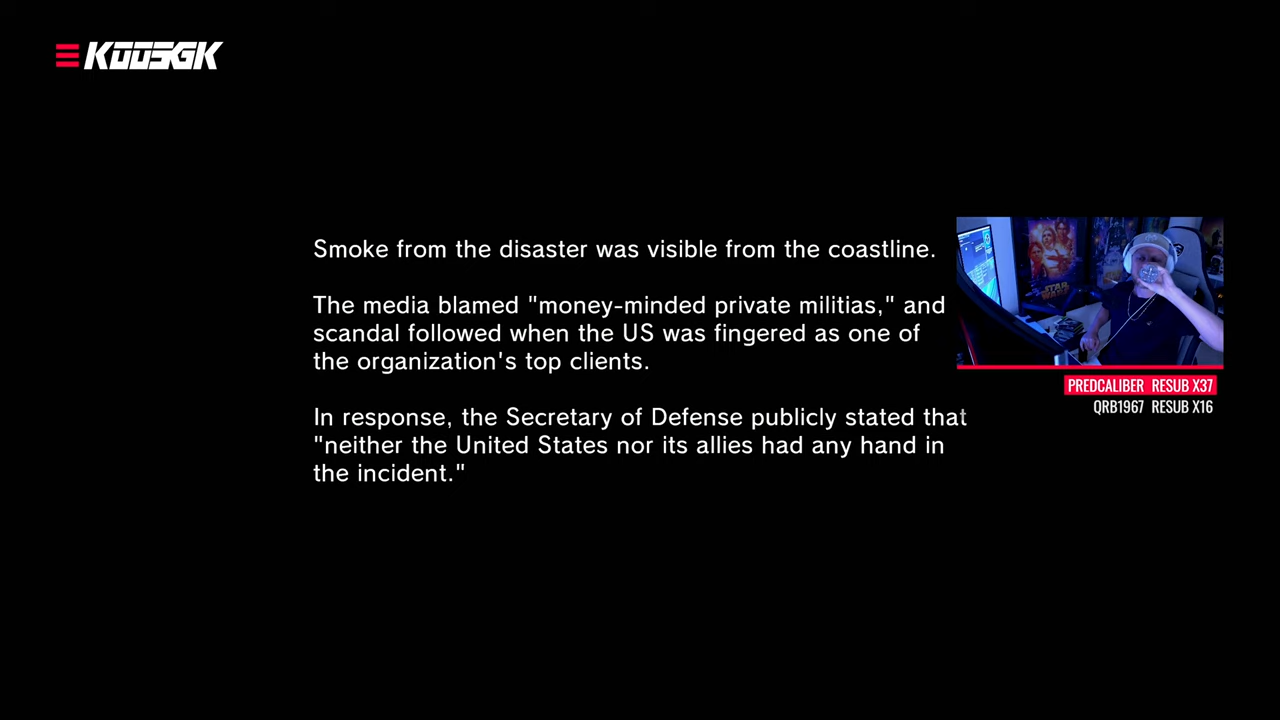 K005GK
Smoke from the disaster was visible from the coastline.
The media blamed "money-minded private militias," and
scandal followed when the US was fingered as one of
the organization's top clients.
In response, the Secretary of Defense publicly stated that
"neither the United States nor its allies had any hand in
the incident."
STAR
WARS
PREDCALIBER RESUB X37
QRB1967 RESUB X16